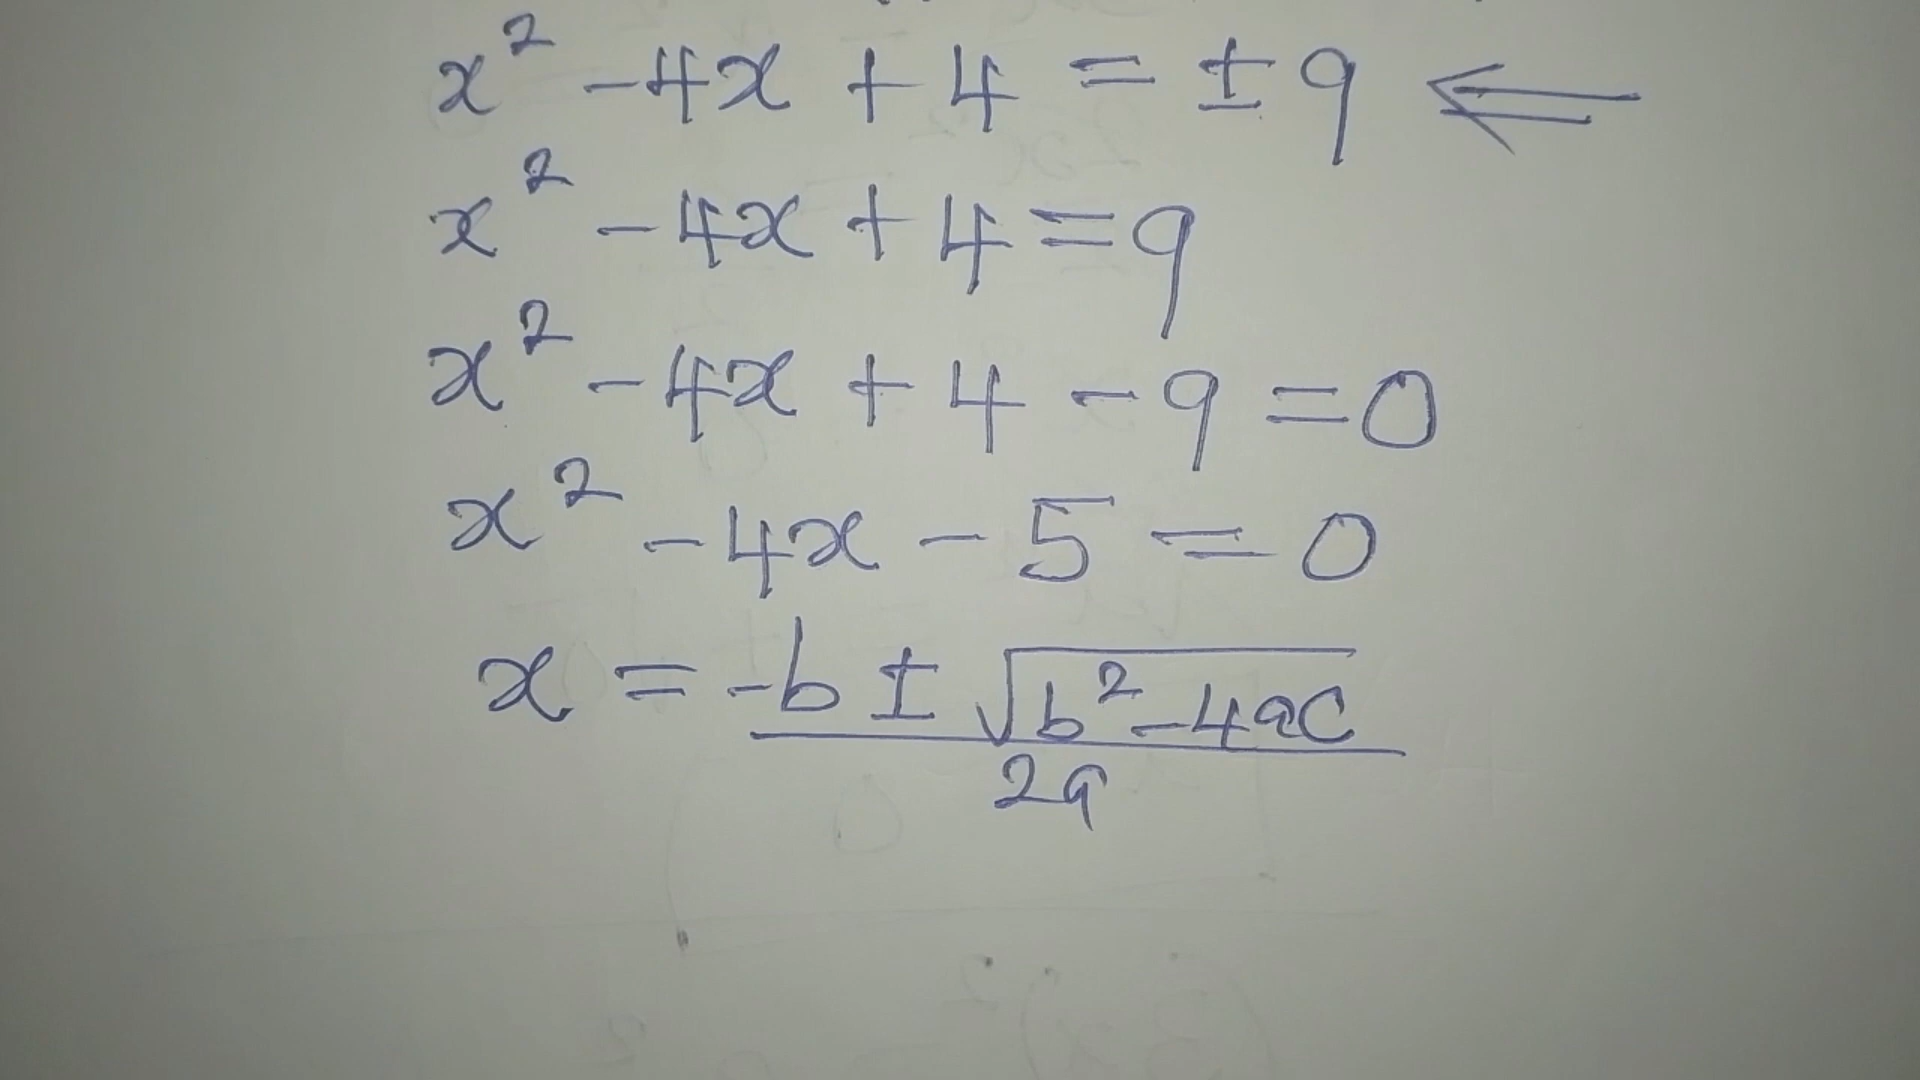 x² - 4x + 4 = ± 9 ⇐
x² - 4x + 4 = 9
x² - 4x + 4 - 9 = 0
x² - 4x - 5 = 0
x = -b ± √b² - 4ac
2a